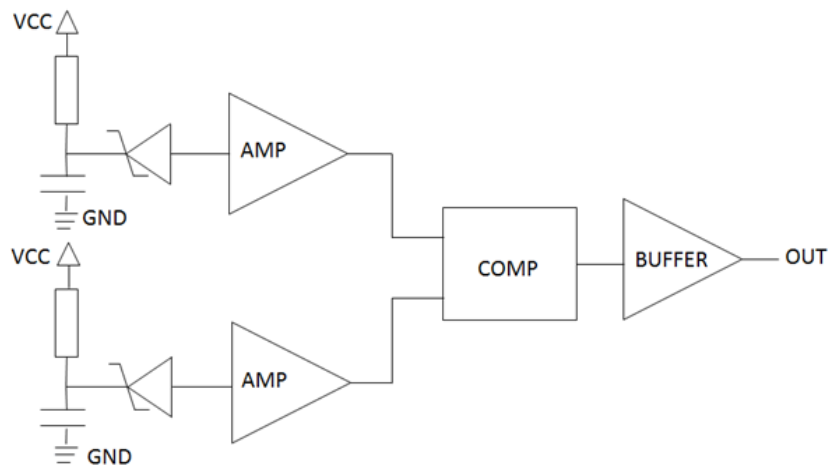 VCC
AMP
GND
VCC
COMP
BUFFER
OUT
AMP
GND